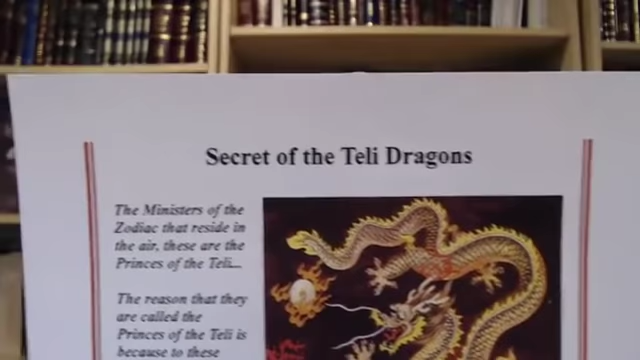 Secret of the Teli Dragons
The Ministers of the
Zodiac that reside in
the air, these are the
Princes of the Teli...
The reason that they
are called the
Princes of the Teli is
because to these